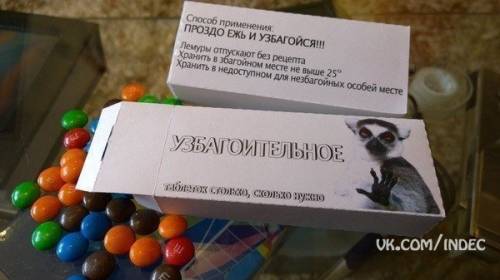 Способ применения:
ПРОЗДО ЕЖЬ И УЗБАГОЙСЯ!!!
Лемуры отпускают без рецепта
Хранить в збагойном месте не выше 25°
Хранить в недоступном для незбагойных особей месте
УЗБАГОИТЕЛЬНОЕ
таблеток столько, сколько нужно
VK.COM/INDEC